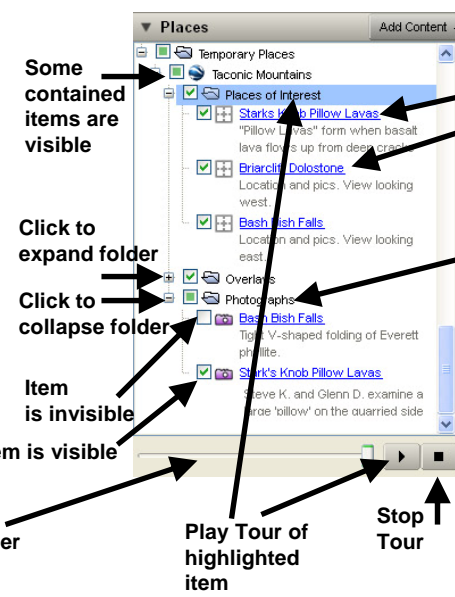 Places
Add Content
Temporary Places
Taconic Mountains
Places of Interest
Starks Knob Pillow Lavas
"Pillow Lavas" form when basalt
lava flows up from deep cracks
Briarcliff Dolostone
Location and pics. View looking
west.
Bash Bish Falls
Location and pics. View looking
east.
Overlays
Photographs
Bash Bish Falls
Tight V-shaped folding of Everett
phyllite.
Stark's Knob Pillow Lavas
Steve K. and Glenn D. examine a
large 'pillow' on the quarried side
Some
contained
items are
visible
Click to
expand folder
Click to
collapse folder
Item
is invisible
em is visible
er
Play Tour of
highlighted
item
Stop
Tour